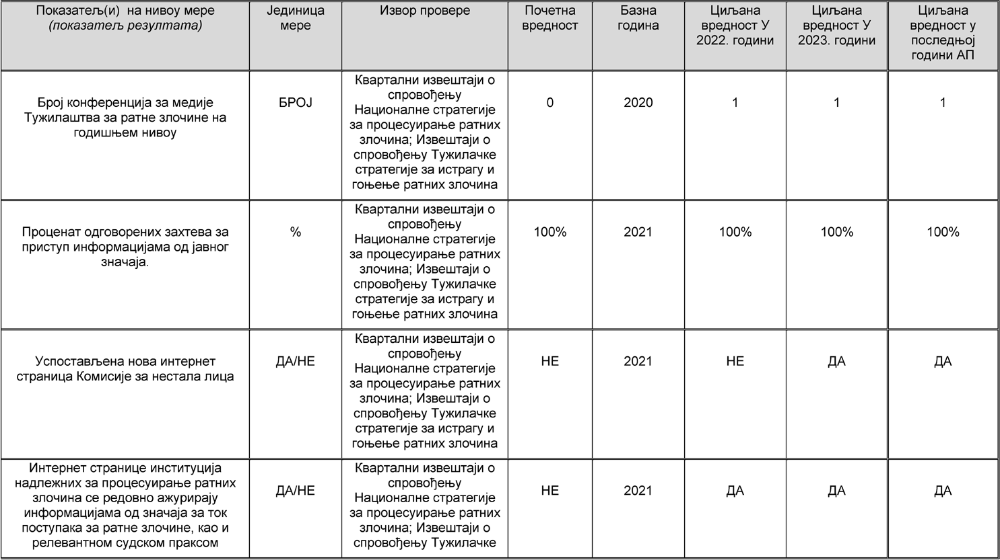 Показатељ(и) на нивоу мере
(показатељ резултата)
Јединица
мере
Извор провере
Почетна
вредност
Базна
година
Циљана
вредност У
2022. години
Циљана
вредност У
2023. години
Циљана
вредност у
последњој
години АП
Број конференција за медије
Тужилаштва за ратне злочине на
годишњем нивоу
БРОЈ
Квартални извештаји о
спровођењу
Националне стратегије
за процесуирање ратних
злочина; Извештаји о
спровођењу Тужилачке
стратегије за истрагу и
гоњење ратних злочина
0
2020
1
1
1
Проценат одговорених захтева за
приступ информацијама од јавног
значаја.
%
Квартални извештаји о
спровођењу
Националне стратегије
за процесуирање ратних
злочина; Извештаји о
спровођењу Тужилачке
стратегије за истрагу и
гоњење ратних злочина
100%
2021
100%
100%
100%
Успостављена нова интернет
страница Комисије за нестала лица
ДА/НЕ
Квартални извештаји о
спровођењу
Националне стратегије
за процесуирање ратних
злочина; Извештаји о
спровођењу Тужилачке
стратегије за истрагу и
гоњење ратних злочина
НЕ
2021
НЕ
ДА
ДА
Интернет странице институција
надлежних за процесуирање ратних
злочина се редовно ажурирају
информацијама од значаја за ток
поступака за ратне злочине, као и
релевантном судском праксом
ДА/НЕ
Квартални извештаји о
спровођењу
Националне стратегије
за процесуирање ратних
злочина; Извештаји о
спровођењу Тужилачке
НЕ
2021
ДА
ДА
ДА